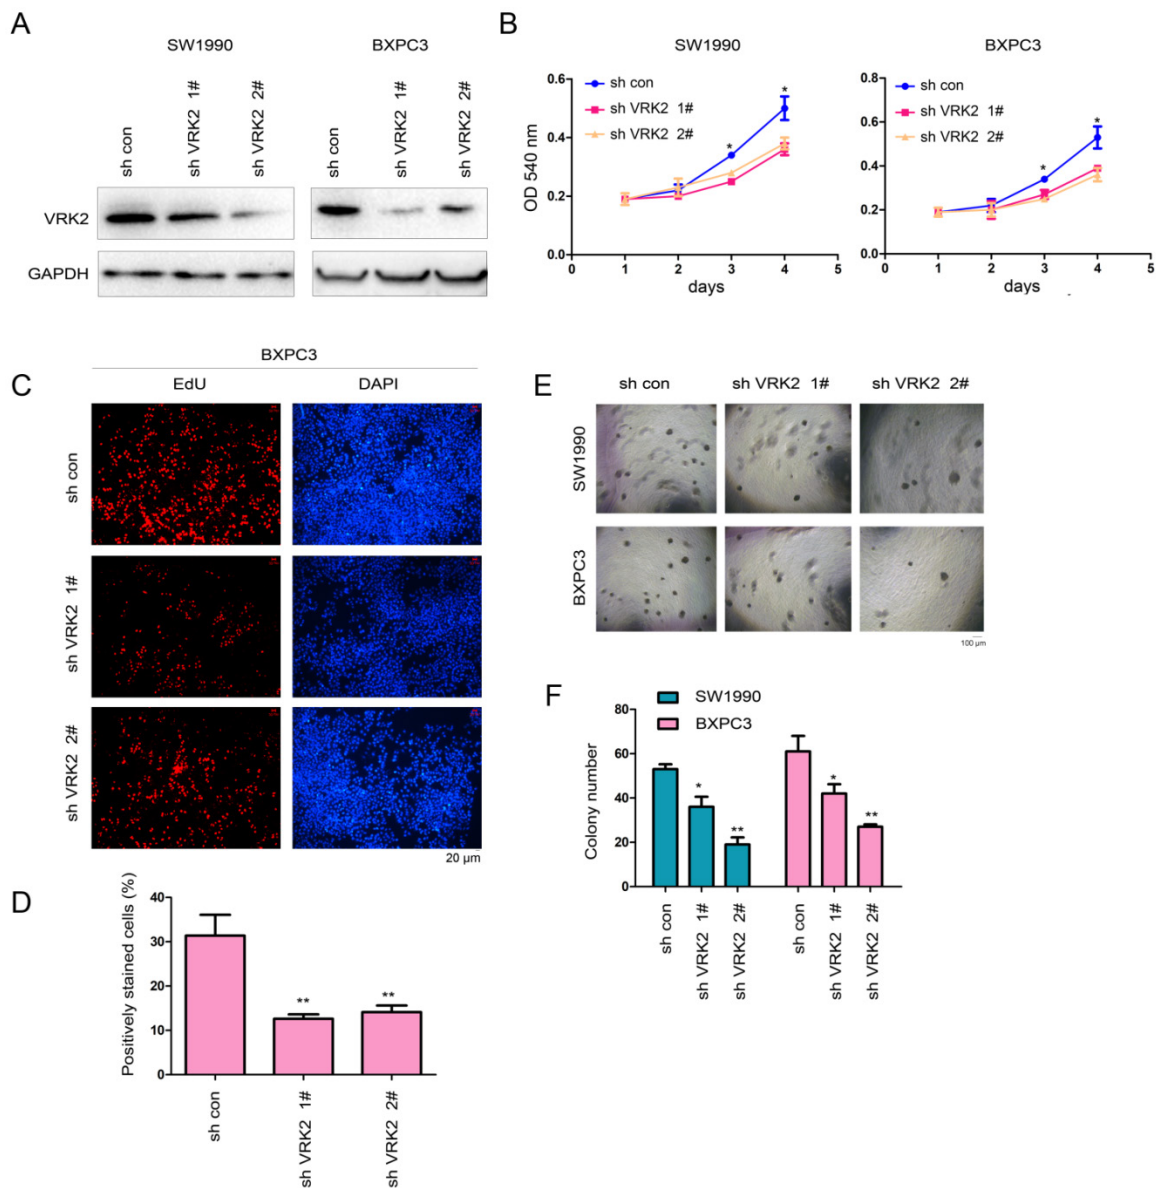 A
SW1990
BXPC3
sh con
sh VRK2 1#
sh VRK2 2#
sh con
sh VRK2 1#
sh VRK2 2#
VRK2
GAPDH
B
SW1990
OD 540 nm
0.6
0.4
0.2
0.0
sh con
sh VRK2 1#
sh VRK2 2#
*
*
0 1 2 3 4 5
days
BXPC3
0.8
0.6
0.4
0.2
0.0
sh con
sh VRK2 1#
sh VRK2 2#
*
*
0 1 2 3 4 5
days
C
BXPC3
EdU
DAPI
sh con
sh VRK2 1#
sh VRK2 2#
20 µm
D
Positively stained cells (%)
40
30
20
10
0
**
**
sh con
sh VRK2 1#
sh VRK2 2#
E
sh con
sh VRK2 1#
sh VRK2 2#
SW1990
BXPC3
100 µm
F
SW1990
BXPC3
Colony number
80
60
40
20
0
*
**
*
**
sh con
sh VRK2 1#
sh VRK2 2#
sh con
sh VRK2 1#
sh VRK2 2#